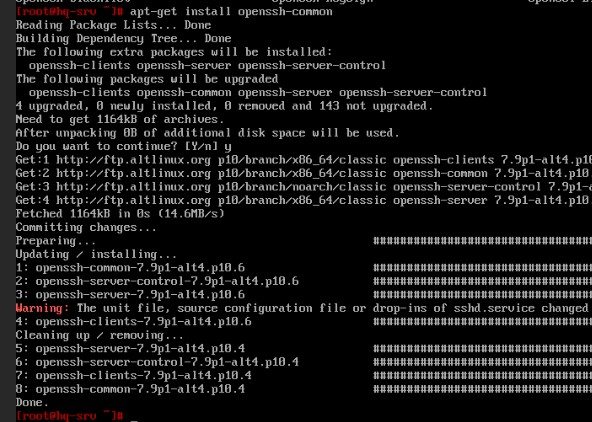 [root@hq-srv ~]# apt-get install openssh-common
Reading Package Lists... Done
Building Dependency Tree... Done
The following extra packages will be installed:
  openssh-clients openssh-server openssh-server-control
The following packages will be upgraded
  openssh-clients openssh-common openssh-server openssh-server-control
4 upgraded, 0 newly installed, 0 removed and 143 not upgraded.
Need to get 1164kB of archives.
After unpacking 0B of additional disk space will be used.
Do you want to continue? [Y/n] y
Get:1 http://ftp.altlinux.org p10/branch/x86_64/classic openssh-clients 7.9p1-alt4.p10
Get:2 http://ftp.altlinux.org p10/branch/x86_64/classic openssh-common 7.9p1-alt4.p10.
Get:3 http://ftp.altlinux.org p10/branch/noarch/classic openssh-server-control 7.9p1-a
Get:4 http://ftp.altlinux.org p10/branch/x86_64/classic openssh-server 7.9p1-alt4.p10.
Fetched 1164kB in 0s (14.6MB/s)
Committing changes...
Preparing... ################################
Updating / installing...
1: openssh-common-7.9p1-alt4.p10.6 ################################
2: openssh-server-control-7.9p1-alt4.p10.6 ################################
3: openssh-server-7.9p1-alt4.p10.6 ################################
Warning: The unit file, source configuration file or drop-ins of sshd.service changed
4: openssh-clients-7.9p1-alt4.p10.6 ################################
Cleaning up / removing...
5: openssh-server-7.9p1-alt4.p10.4 ################################
6: openssh-server-control-7.9p1-alt4.p10.4 ################################
7: openssh-clients-7.9p1-alt4.p10.4 ################################
8: openssh-common-7.9p1-alt4.p10.4 ################################
Done.
[root@hq-srv ~]# _